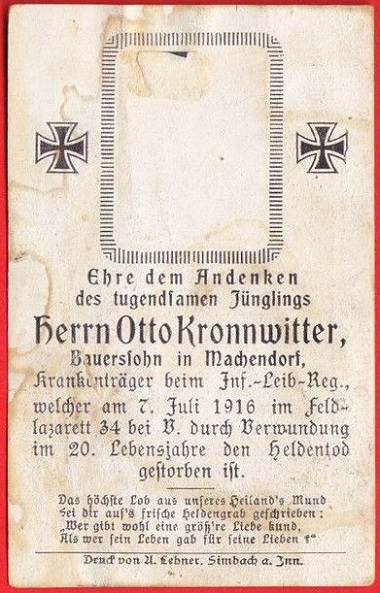 Ehre dem Andenken
des tugendsamen Jünglings
Herrn Otto Kronnwitter,
Bauerssohn in Machendorf,
Krankenträger beim Inf.-Leib-Reg.,
welcher am 7. Juli 1916 im Feld-
lazarett 34 bei V. durch Verwundung
im 20. Lebensjahre den Heldentod
gestorben ist.
Das höchste Lob aus unseres Heiland's Mund
Sei dir auf's frische Heldengrab geschrieben:
„Wer gibt wohl eine größ're Liebe kund,
Als wer sein Leben gab für seine Lieben!"
Druck von A. Lehner. Simbach a. Inn.